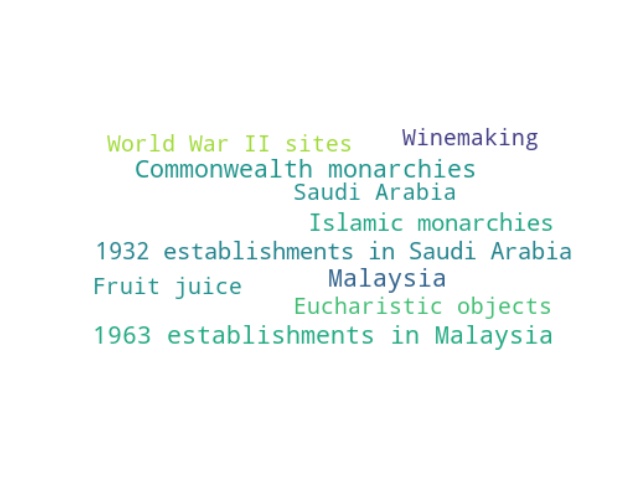 World War II sites
Winemaking
Commonwealth monarchies
Saudi Arabia
Islamic monarchies
1932 establishments in Saudi Arabia
Malaysia
Fruit juice
Eucharistic objects
1963 establishments in Malaysia